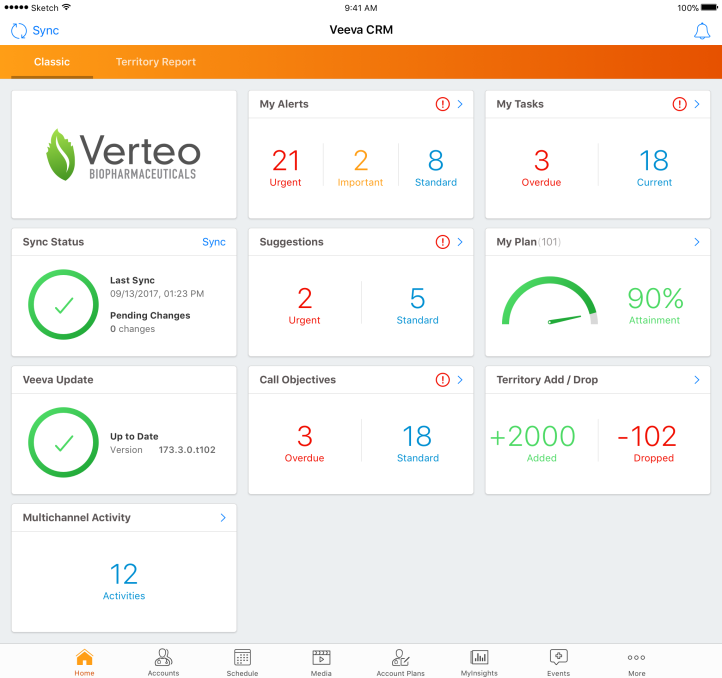 Sketch 9:41 AM 100%
Sync Veeva CRM
Classic Territory Report
Verteo
BIOPHARMACEUTICALS
My Alerts
21 2 8
Urgent Important Standard
My Tasks
3 18
Overdue Current
Sync Status Sync
Last Sync
09/13/2017, 01:23 PM
Pending Changes
0 changes
Suggestions
2 5
Urgent Standard
My Plan(101)
90%
Attainment
Veeva Update
Up to Date
Version 173.3.0.t102
Call Objectives
3 18
Overdue Standard
Territory Add / Drop
+2000 -102
Added Dropped
Multichannel Activity
12
Activities
Home Accounts Schedule Media Account Plans MyInsights Events More